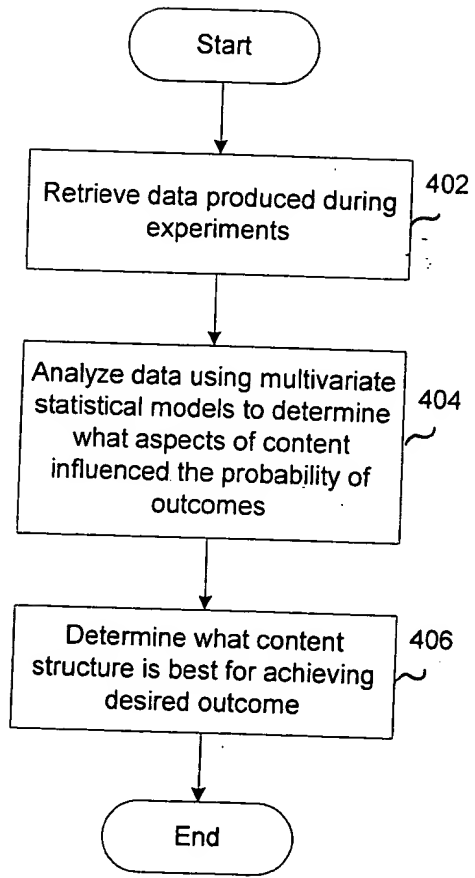 Start
402
Retrieve data produced during
experiments
Analyze data using multivariate
statistical models to determine
what aspects of content
influenced the probability of
outcomes
404
Determine what content
structure is best for achieving
desired outcome
406
End